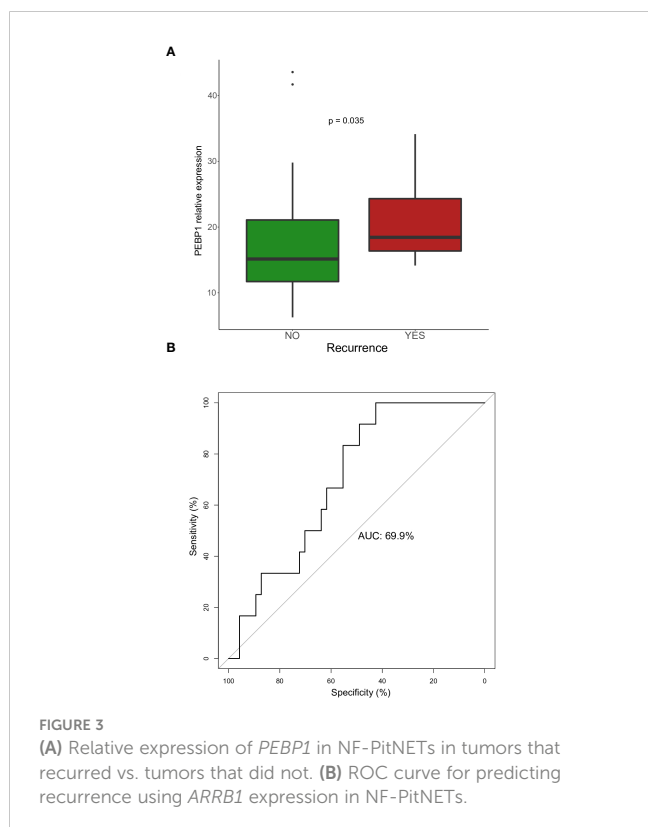 A
40
30
20
10
PEBP1 relative expression
p = 0.035
NO
YES
Recurrence
B
100
80
60
40
20
0
Sensitivity (%)
AUC: 69.9%
100
80
60
40
20
0
Specificity (%)
FIGURE 3
(A) Relative expression of PEBP1 in NF-PitNETs in tumors that
recurred vs. tumors that did not. (B) ROC curve for predicting
recurrence using ARRB1 expression in NF-PitNETs.